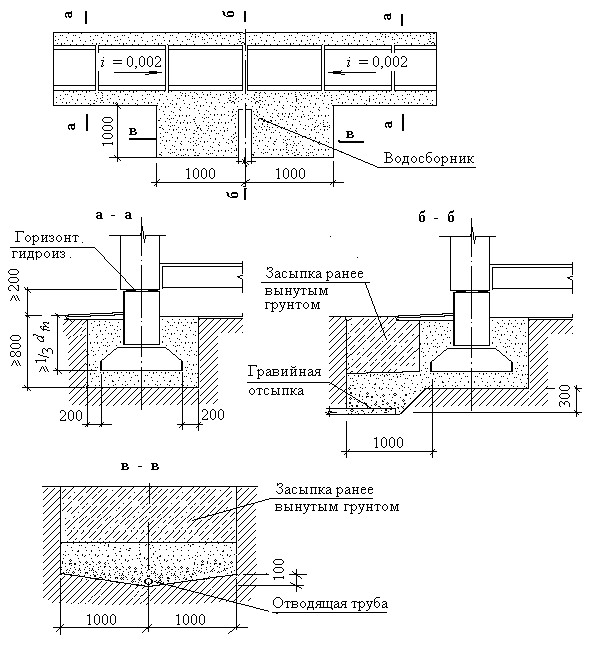 а б а
i = 0,002 i = 0,002
а в б в а
1000
Водосборник
1000 1000
а - а
б - б
Горизонт.
гидроиз.
Засыпка ранее
вынутым
грунтом
≥200
≥800
≥1/3 d fn
200 200
Гравийная
отсыпка
300
1000
в - в
Засыпка ранее
вынутым грунтом
100
Отводящая труба
1000 1000